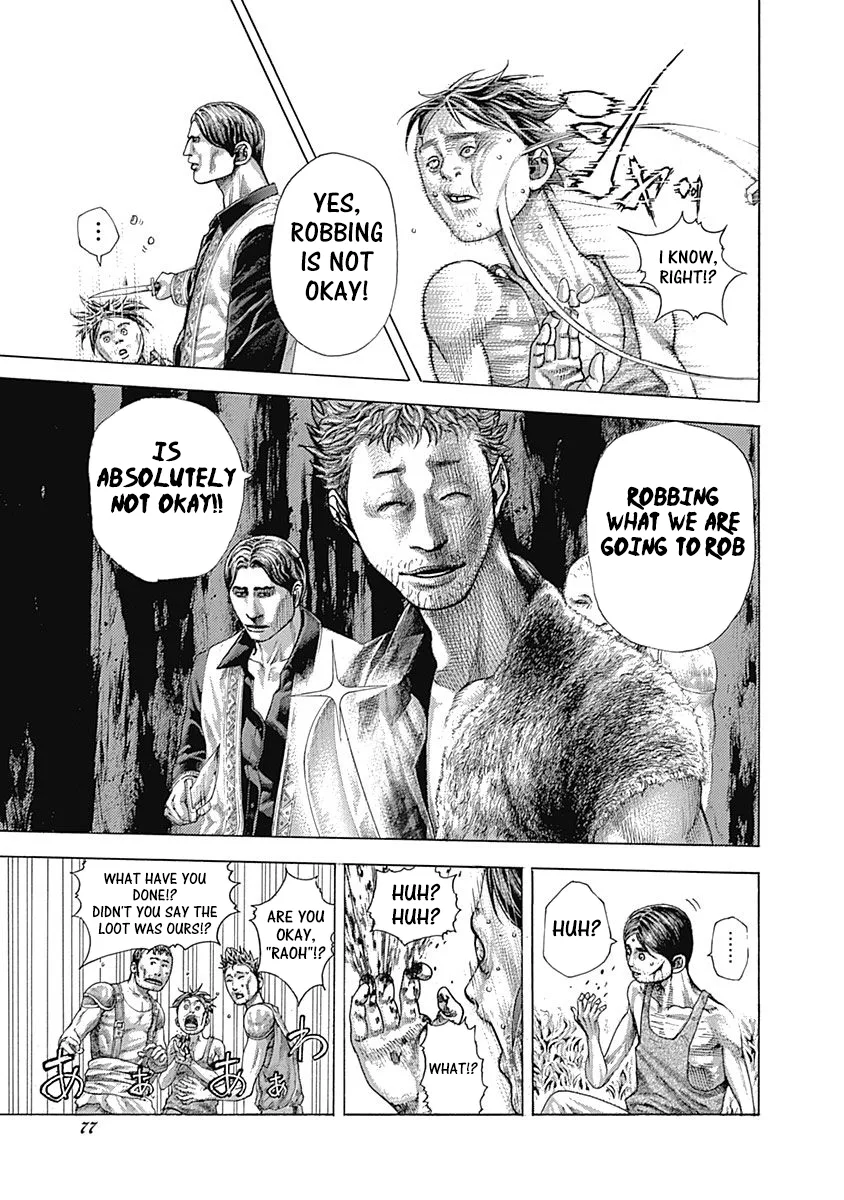 I KNOW,
RIGHT!?
YES,
ROBBING
IS NOT
OKAY!
...
ROBBING
WHAT WE ARE
GOING TO ROB
IS
ABSOLUTELY
NOT OKAY!!
....
HUH?
HUH?
HUH?
WHAT!?
ARE YOU
OKAY,
"RAOH"!?
WHAT HAVE YOU
DONE!?
DIDN'T YOU SAY THE
LOOT WAS OURS!?
わぁあぁあ
77